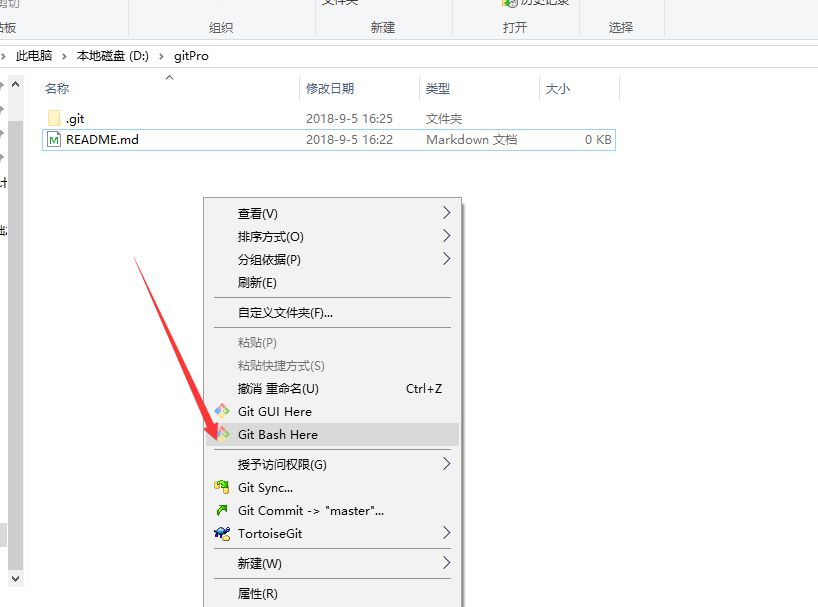 剪切
文件夹
历史记录
组织
新建
打开
选择
此电脑 › 本地磁盘 (D:) › gitPro
名称 修改日期 类型 大小
.git 2018-9-5 16:25 文件夹
README.md 2018-9-5 16:22 Markdown 文档 0 KB
查看(V)
排序方式(O)
分组依据(P)
刷新(E)
自定义文件夹(F)...
粘贴(P)
粘贴快捷方式(S)
撤消 重命名(U) Ctrl+Z
Git GUI Here
Git Bash Here
授予访问权限(G)
Git Sync...
Git Commit -> "master"...
TortoiseGit
新建(W)
属性(R)